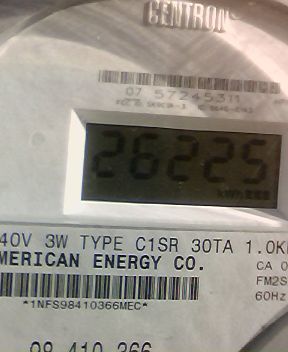 CENTRON
07 57245311
26225
kWh
40V 3W TYPE C1SR 30TA 1.0K
MERICAN ENERGY CO.
CA 0
FM2S
60Hz
*1NFS98410366MEC*
98 410 366